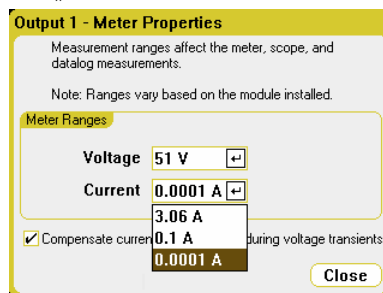 Output 1 - Meter Properties
Measurement ranges affect the meter, scope, and
datalog measurements.
Note: Ranges vary based on the module installed.
Meter Ranges
Voltage 51 V
Current 0.0001 A
3.06 A
0.1 A
0.0001 A
Compensate curren during voltage transients
Close